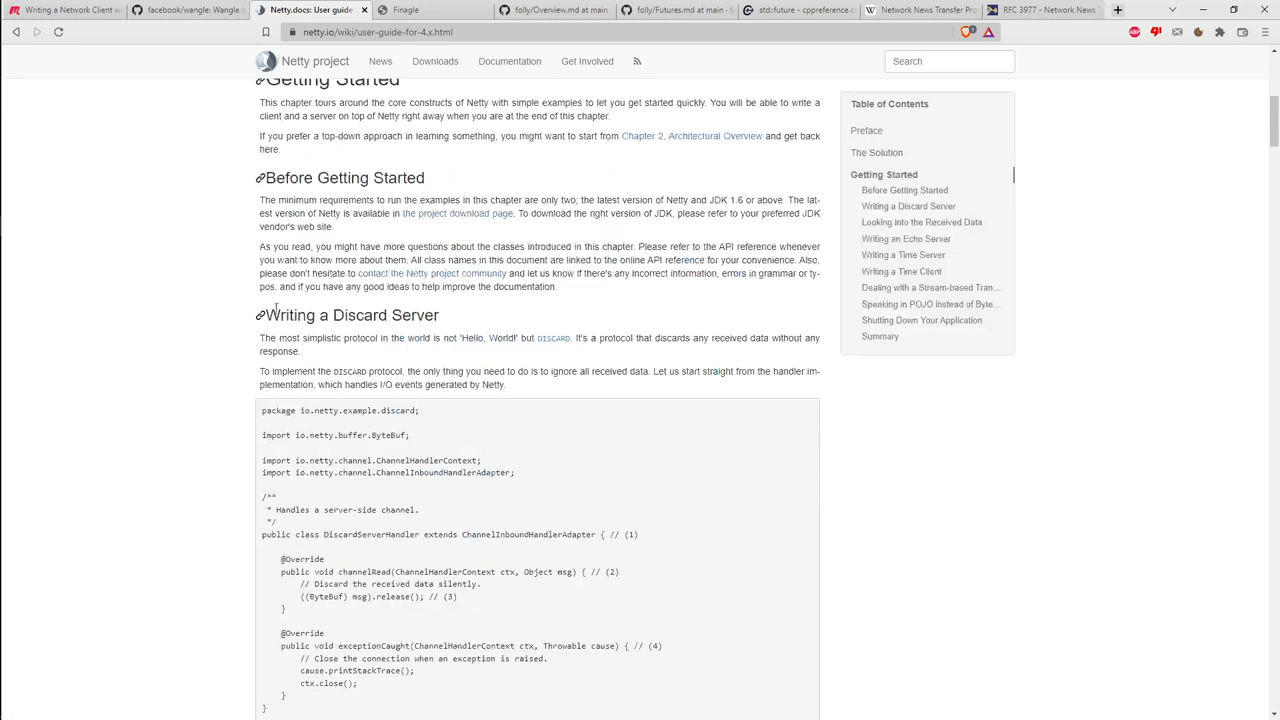 Writing a Network Client wi
facebook/wangle: Wangle is
Netty.docs: User guide
Finagle
folly/Overview.md at main
folly/Futures.md at main
std::future - cppreference.co
Network News Transfer Pro
RFC 3977 - Network News T
netty.io/wiki/user-guide-for-4.x.html
Netty project
News
Downloads
Documentation
Get Involved
Search
Getting Started
This chapter tours around the core constructs of Netty with simple examples to let you get started quickly. You will be able to write a
client and a server on top of Netty right away when you are at the end of this chapter.
If you prefer a top-down approach in learning something, you might want to start from Chapter 2, Architectural Overview and get back
here.
Before Getting Started
The minimum requirements to run the examples in this chapter are only two; the latest version of Netty and JDK 1.6 or above. The lat-
est version of Netty is available in the project download page. To download the right version of JDK, please refer to your preferred JDK
vendor's web site.
As you read, you might have more questions about the classes introduced in this chapter. Please refer to the API reference whenever
you want to know more about them. All class names in this document are linked to the online API reference for your convenience. Also,
please don't hesitate to contact the Netty project community and let us know if there's any incorrect information, errors in grammar or ty-
pos, and if you have any good ideas to help improve the documentation.
Writing a Discard Server
The most simplistic protocol in the world is not 'Hello, World!' but DISCARD. It's a protocol that discards any received data without any
response.
To implement the DISCARD protocol, the only thing you need to do is to ignore all received data. Let us start straight from the handler im-
plementation, which handles I/O events generated by Netty.
package io.netty.example.discard;
import io.netty.buffer.ByteBuf;
import io.netty.channel.ChannelHandlerContext;
import io.netty.channel.ChannelInboundHandlerAdapter;
/**
* Handles a server-side channel.
*/
public class DiscardServerHandler extends ChannelInboundHandlerAdapter { // (1)
@Override
public void channelRead(ChannelHandlerContext ctx, Object msg) { // (2)
// Discard the received data silently.
((ByteBuf) msg).release(); // (3)
}
@Override
public void exceptionCaught(ChannelHandlerContext ctx, Throwable cause) { // (4)
// Close the connection when an exception is raised.
cause.printStackTrace();
ctx.close();
}
}
Table of Contents
Preface
The Solution
Getting Started
Before Getting Started
Writing a Discard Server
Looking into the Received Data
Writing an Echo Server
Writing a Time Server
Writing a Time Client
Dealing with a Stream-based Tran...
Speaking in POJO instead of Byte...
Shutting Down Your Application
Summary